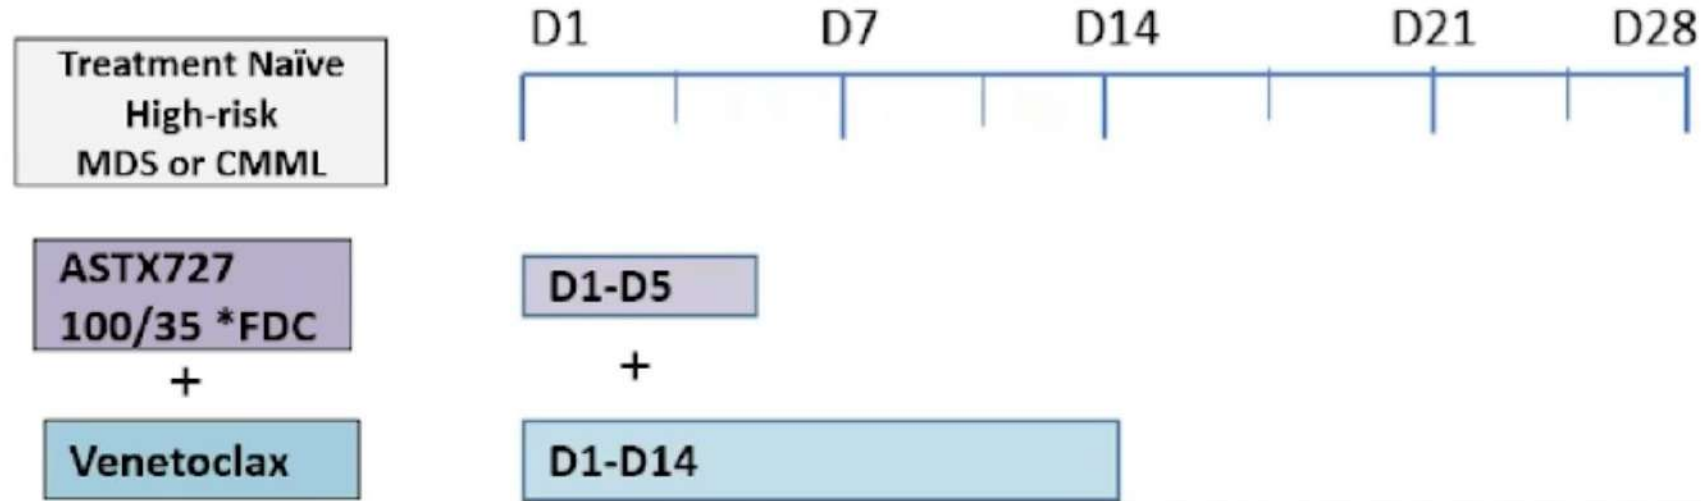 D1 D7 D14 D21 D28
Treatment Naïve
High-risk
MDS or CMML
ASTX727
100/35 *FDC
D1-D5
+
+
Venetoclax
D1-D14